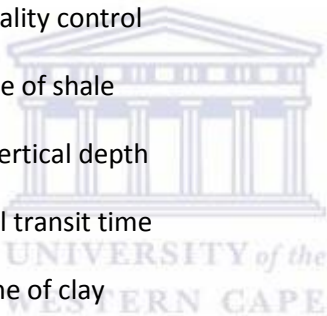 ality control
e of shale
ertical depth
l transit time
UNIVERSITY of the
ne of clay
WESTERN CAPE